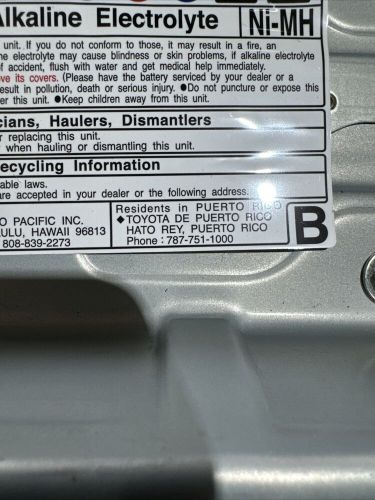 lkaline Electrolyte Ni-MH
unit. If you do not conform to those, it may result in a fire, an
ne electrolyte may cause blindness or skin problems, if alkaline electrolyte
of accident, flush with water and get medical help immediately.
ve its covers. (Please have the battery serviced by your dealer or a
esult in pollution, death or serious injury. ●Do not puncture or expose this
er this unit. ●Keep children away from this unit.
cians, Haulers, Dismantlers
r replacing this unit.
when hauling or dismantling this unit.
ecycling Information
able laws.
are accepted in your dealer or the following address.
O PACIFIC INC.
ULU, HAWAII 96813
808-839-2273
Residents in PUERTO RICO
◆TOYOTA DE PUERTO RICO
HATO REY, PUERTO RICO
Phone : 787-751-1000
B